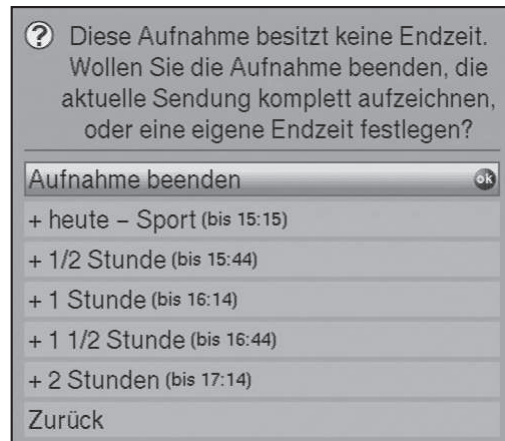 ?
Diese Aufnahme besitzt keine Endzeit.
Wollen Sie die Aufnahme beenden, die
aktuelle Sendung komplett aufzeichnen,
oder eine eigene Endzeit festlegen?
Aufnahme beenden ok
+ heute – Sport (bis 15:15)
+ 1/2 Stunde (bis 15:44)
+ 1 Stunde (bis 16:14)
+ 1 1/2 Stunde (bis 16:44)
+ 2 Stunden (bis 17:14)
Zurück